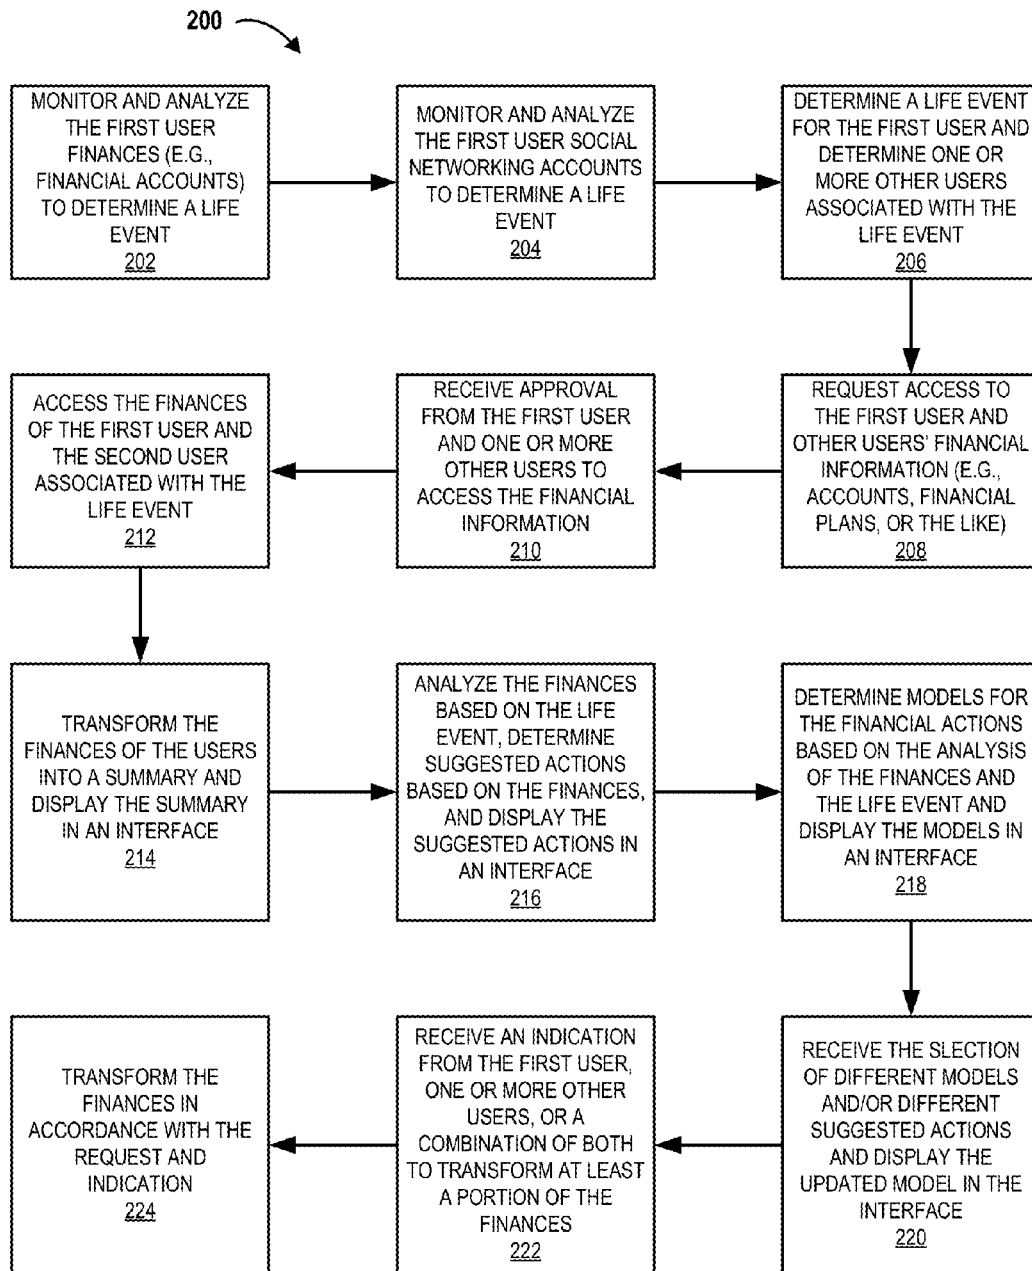 200
MONITOR AND ANALYZE
THE FIRST USER
FINANCES (E.G.,
FINANCIAL ACCOUNTS)
TO DETERMINE A LIFE
EVENT
202
MONITOR AND ANALYZE
THE FIRST USER SOCIAL
NETWORKING ACCOUNTS
TO DETERMINE A LIFE
EVENT
204
DETERMINE A LIFE EVENT
FOR THE FIRST USER AND
DETERMINE ONE OR
MORE OTHER USERS
ASSOCIATED WITH THE
LIFE EVENT
206
REQUEST ACCESS TO
THE FIRST USER AND
OTHER USERS' FINANCIAL
INFORMATION (E.G.,
ACCOUNTS, FINANCIAL
PLANS, OR THE LIKE)
208
RECEIVE APPROVAL
FROM THE FIRST USER
AND ONE OR MORE
OTHER USERS TO
ACCESS THE FINANCIAL
INFORMATION
210
ACCESS THE FINANCES
OF THE FIRST USER AND
THE SECOND USER
ASSOCIATED WITH THE
LIFE EVENT
212
TRANSFORM THE
FINANCES OF THE USERS
INTO A SUMMARY AND
DISPLAY THE SUMMARY
IN AN INTERFACE
214
ANALYZE THE FINANCES
BASED ON THE LIFE
EVENT, DETERMINE
SUGGESTED ACTIONS
BASED ON THE FINANCES,
AND DISPLAY THE
SUGGESTED ACTIONS IN
AN INTERFACE
216
DETERMINE MODELS FOR
THE FINANCIAL ACTIONS
BASED ON THE ANALYSIS
OF THE FINANCES AND
THE LIFE EVENT AND
DISPLAY THE MODELS IN
AN INTERFACE
218
RECEIVE THE SLECTION
OF DIFFERENT MODELS
AND/OR DIFFERENT
SUGGESTED ACTIONS
AND DISPLAY THE
UPDATED MODEL IN THE
INTERFACE
220
RECEIVE AN INDICATION
FROM THE FIRST USER,
ONE OR MORE OTHER
USERS, OR A
COMBINATION OF BOTH
TO TRANSFORM AT LEAST
A PORTION OF THE
FINANCES
222
TRANSFORM THE
FINANCES IN
ACCORDANCE WITH THE
REQUEST AND
INDICATION
224